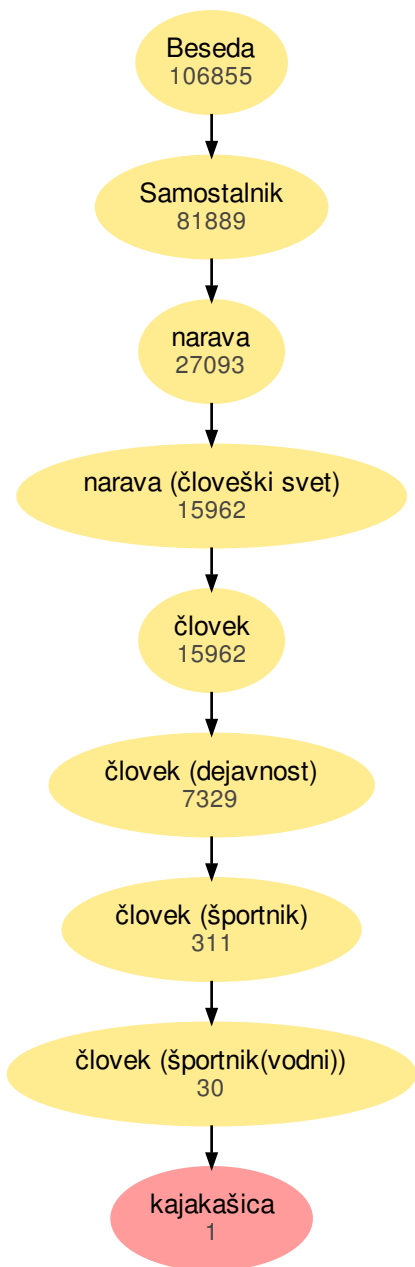 Beseda
106855
Samostalnik
81889
narava
27093
narava (človeški svet)
15962
človek
15962
človek (dejavnost)
7329
človek (športnik)
311
človek (športnik(vodni))
30
kajakašica
1